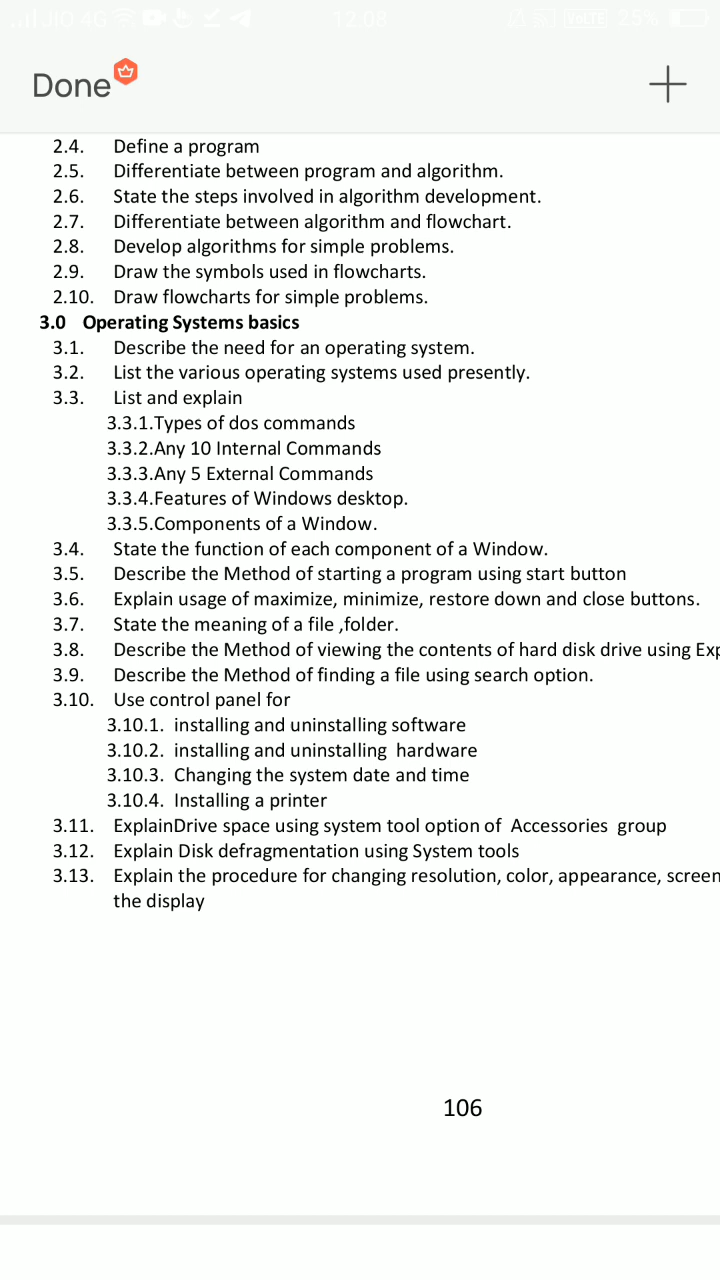 JIO 4G 12.08 VoLTE 25%
Done
2.4. Define a program
2.5. Differentiate between program and algorithm.
2.6. State the steps involved in algorithm development.
2.7. Differentiate between algorithm and flowchart.
2.8. Develop algorithms for simple problems.
2.9. Draw the symbols used in flowcharts.
2.10. Draw flowcharts for simple problems.
3.0 Operating Systems basics
3.1. Describe the need for an operating system.
3.2. List the various operating systems used presently.
3.3. List and explain
3.3.1.Types of dos commands
3.3.2.Any 10 Internal Commands
3.3.3.Any 5 External Commands
3.3.4.Features of Windows desktop.
3.3.5.Components of a Window.
3.4. State the function of each component of a Window.
3.5. Describe the Method of starting a program using start button
3.6. Explain usage of maximize, minimize, restore down and close buttons.
3.7. State the meaning of a file ,folder.
3.8. Describe the Method of viewing the contents of hard disk drive using Exp
3.9. Describe the Method of finding a file using search option.
3.10. Use control panel for
3.10.1. installing and uninstalling software
3.10.2. installing and uninstalling hardware
3.10.3. Changing the system date and time
3.10.4. Installing a printer
3.11. ExplainDrive space using system tool option of Accessories group
3.12. Explain Disk defragmentation using System tools
3.13. Explain the procedure for changing resolution, color, appearance, screen
the display
106